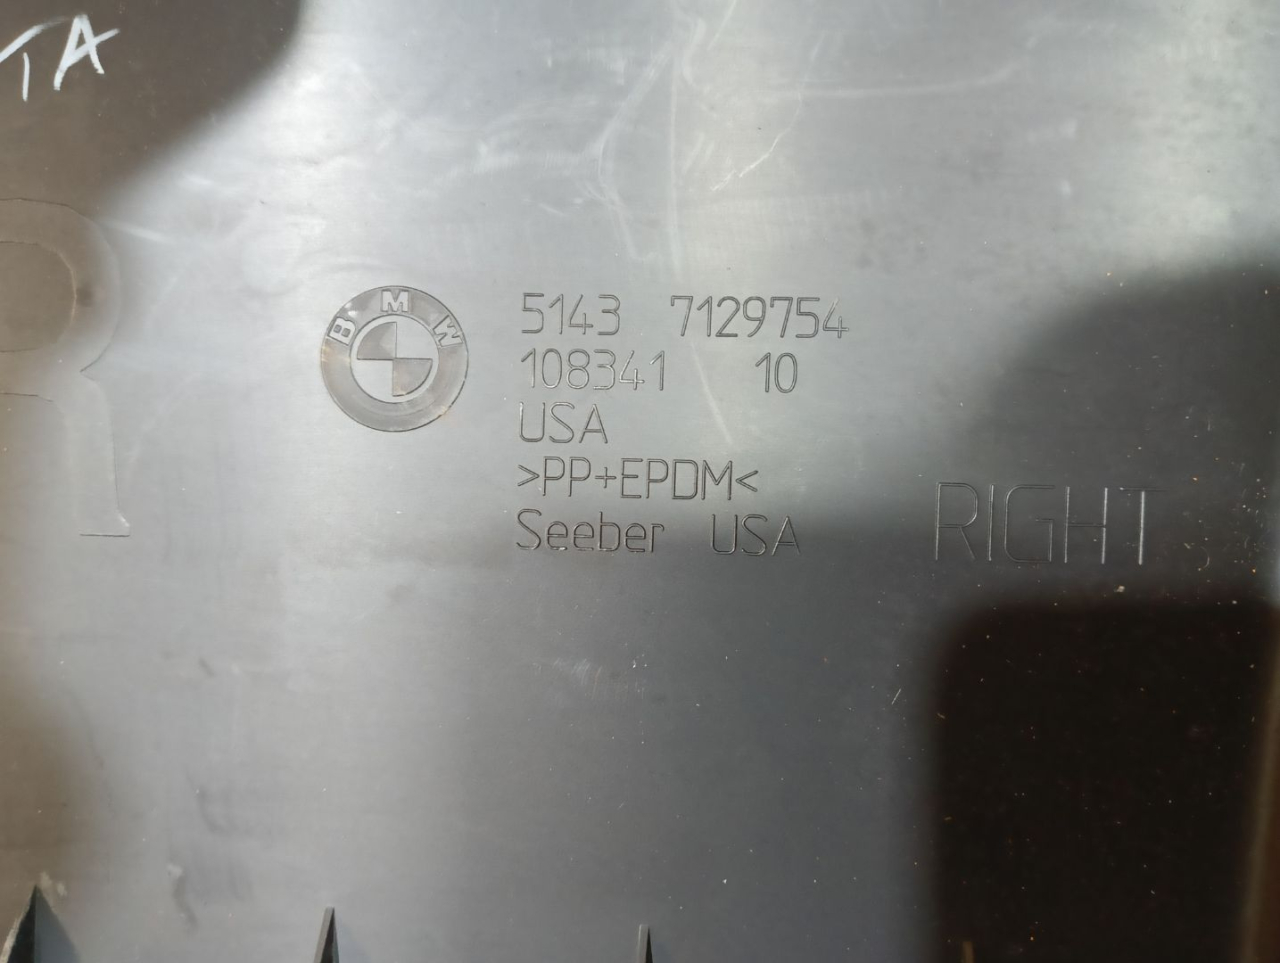 TA
R
BMW
5143 7129754
108341 10
USA
>PP+EPDM<
Seeber USA
RIGHT